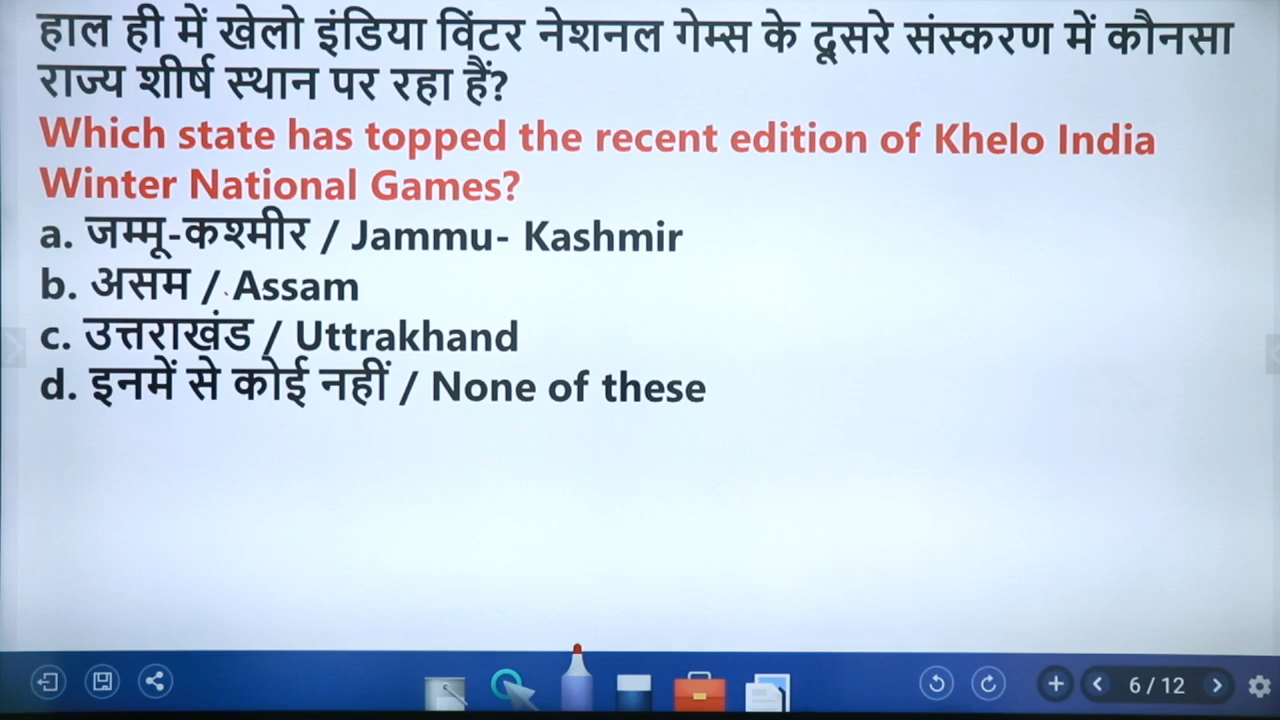 हाल ही में खेलो इंडिया विंटर नेशनल गेम्स के दूसरे संस्करण में कौनसा
राज्य शीर्ष स्थान पर रहा हैं?
Which state has topped the recent edition of Khelo India
Winter National Games?
a. जम्मू-कश्मीर / Jammu- Kashmir
b. असम / Assam
c. उत्तराखंड / Uttrakhand
d. इनमें से कोई नहीं / None of these
6 / 12